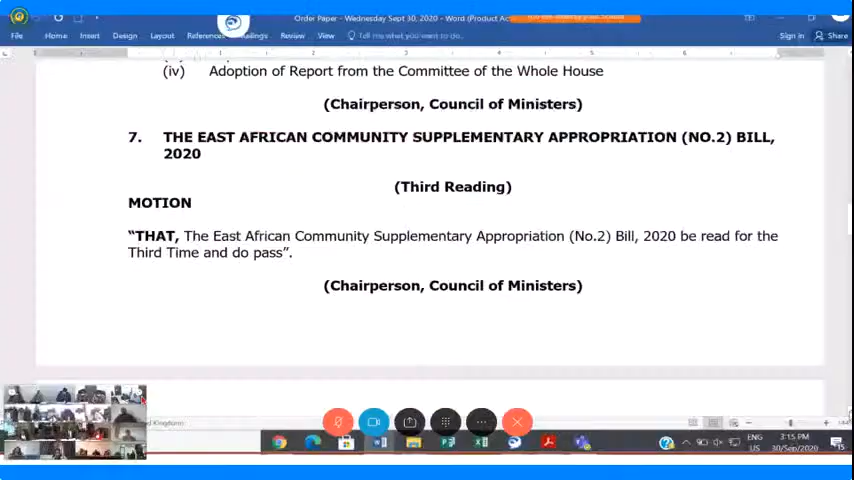 Order Paper - Wednesday Sept 30, 2020 - Word (Product Ac
File Home Insert Design Layout References Mailings Review View Tell me what you want to do.. Sign in Share
(iv) Adoption of Report from the Committee of the Whole House
(Chairperson, Council of Ministers)
7. THE EAST AFRICAN COMMUNITY SUPPLEMENTARY APPROPRIATION (NO.2) BILL,
2020
(Third Reading)
MOTION
“THAT, The East African Community Supplementary Appropriation (No.2) Bill, 2020 be read for the
Third Time and do pass”.
(Chairperson, Council of Ministers)
Kingdom)
ENG 3:15 PM
US 30/Sep/2020